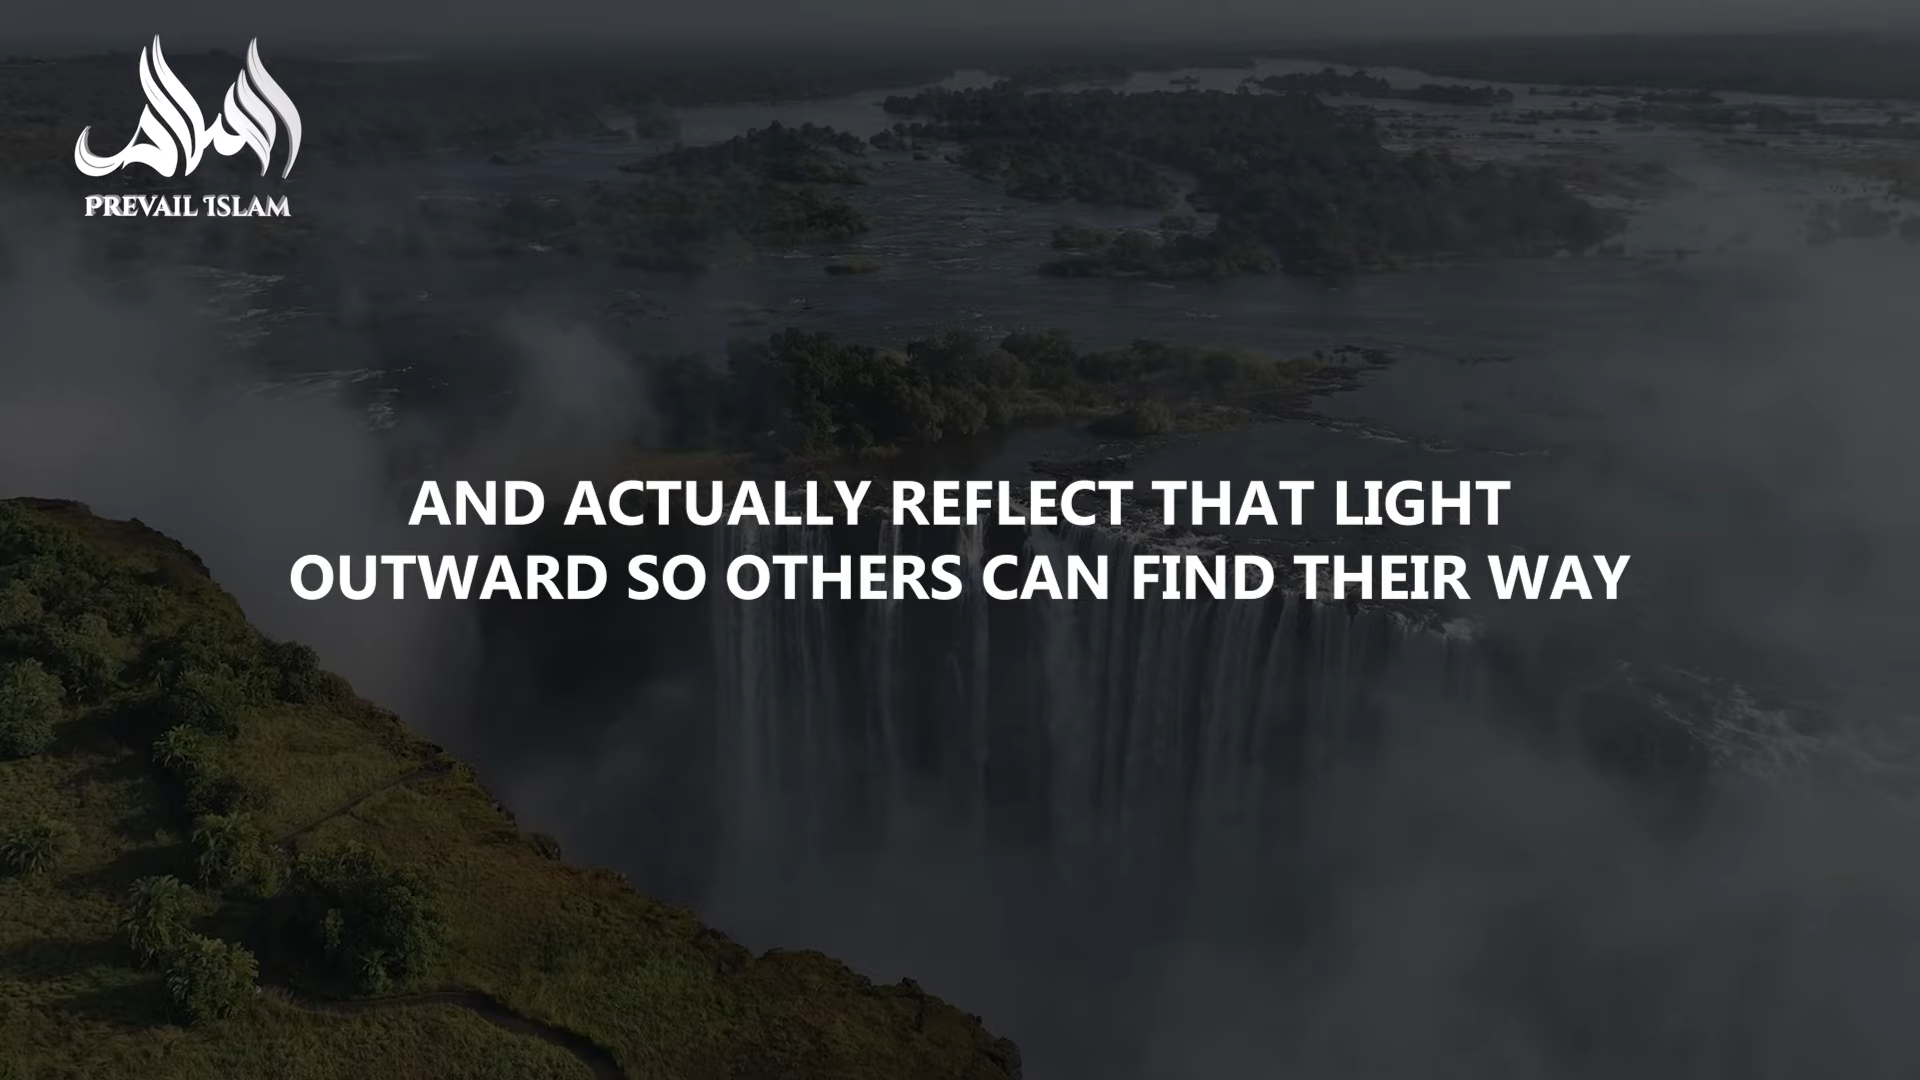 PREVAIL ISLAM
AND ACTUALLY REFLECT THAT LIGHT
OUTWARD SO OTHERS CAN FIND THEIR WAY